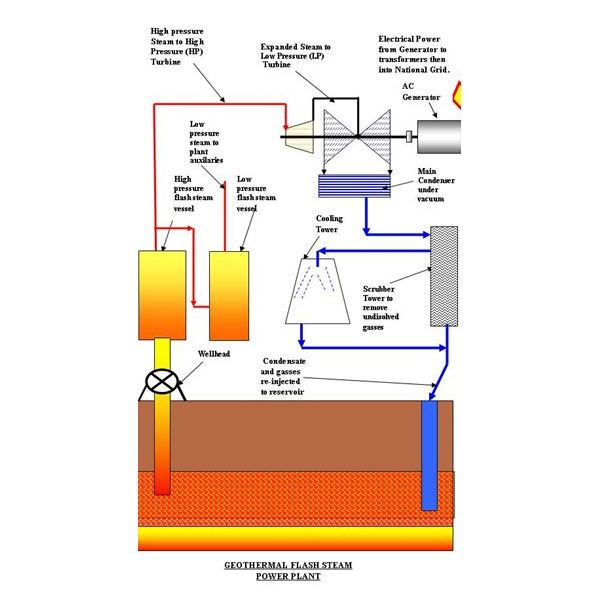 High pressure
Steam to High
Pressure (HP)
Turbine
Expanded Steam to
Low Pressure (LP)
Turbine
Electrical Power
from Generator to
transformers then
into National Grid.
AC
Generator
Low
pressure
steam to
plant
auxilaries
High
pressure
flash steam
vessel
Low
pressure
flash steam
vessel
Main
Condenser
under
vacuum
Cooling
Tower
Scrubber
Tower to
remove
undisolved
gasses
Wellhead
Condensate
and gasses
re-injected
to reservoir
GEOTHERMAL FLASH STEAM
POWER PLANT